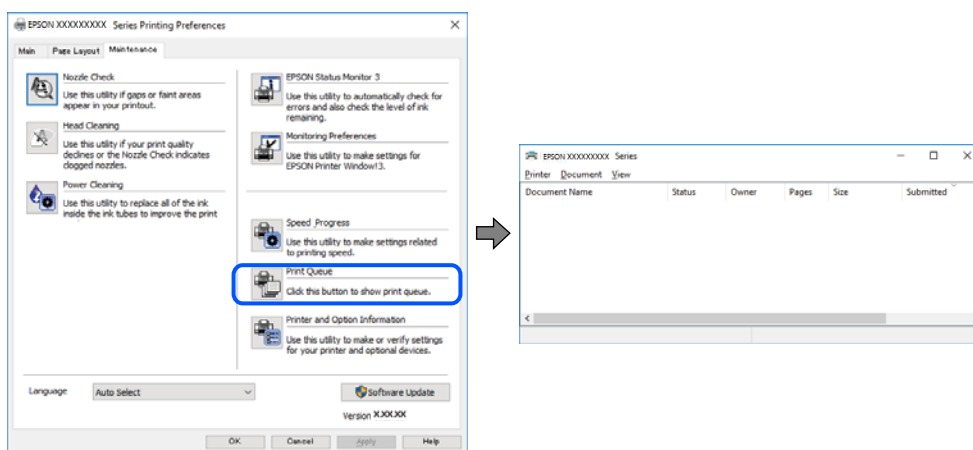 EPSON XXXXXXXXX Series Printing Preferences
Main Page Layout Maintenance
Nozzle Check
Use this utility if gaps or faint areas
appear in your printout.
Head Cleaning
Use this utility if your print quality
declines or the Nozzle Check indicates
clogged nozzles.
Power Cleaning
Use this utility to replace all of the ink
inside the ink tubes to improve the print
EPSON Status Monitor 3
Use this utility to automatically check for
errors and also check the level of ink
remaining.
Monitoring Preferences
Use this utility to make settings for
EPSON Printer Window!3.
Speed Progress
Use this utility to make settings related
to printing speed.
Print Queue
Click this button to show print queue.
Printer and Option Information
Use this utility to make or verify settings
for your printer and optional devices.
Language Auto Select
Software Update
Version X.XX.XX
OK Cancel Apply Help
EPSON XXXXXXXXX Series
Printer Document View
Document Name Status Owner Pages Size Submitted